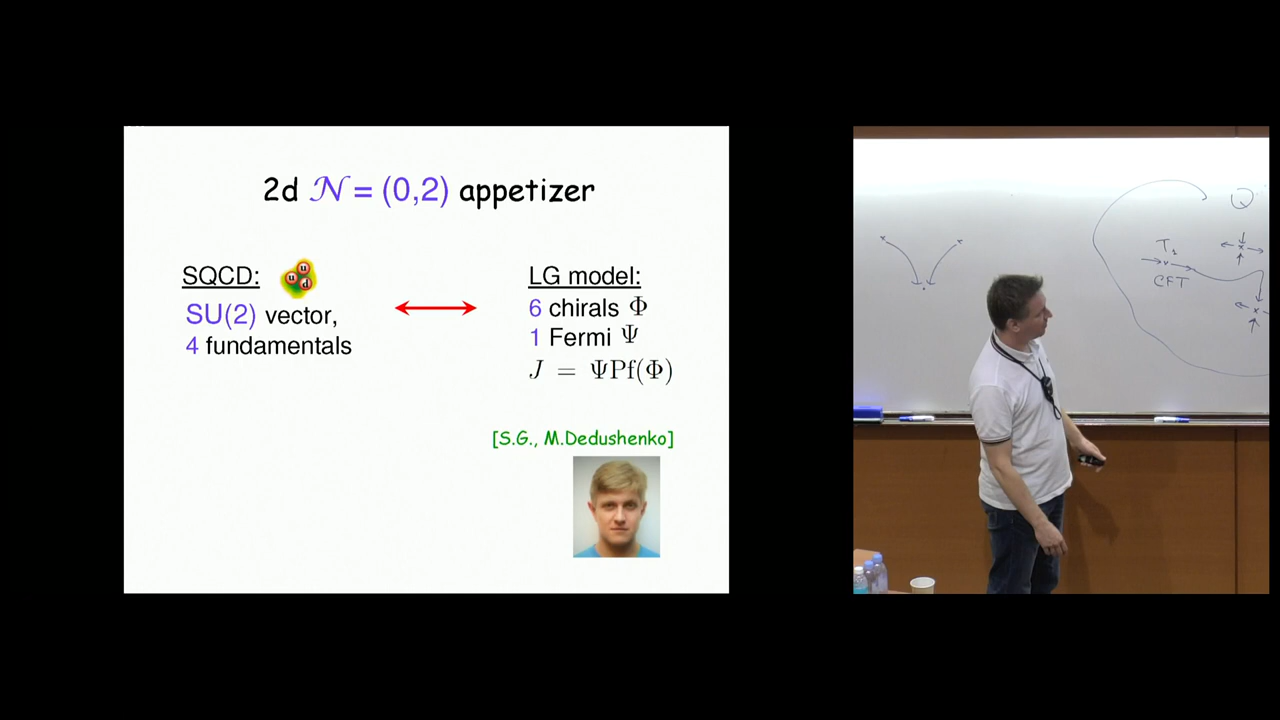 2d 𝒩 = (0,2) appetizer
SQCD:
u
u
d
SU(2) vector,
4 fundamentals
LG model:
6 chirals Φ
1 Fermi Ψ
J = ΨPf(Φ)
[S.G., M.Dedushenko]
T₁
CFT
Q